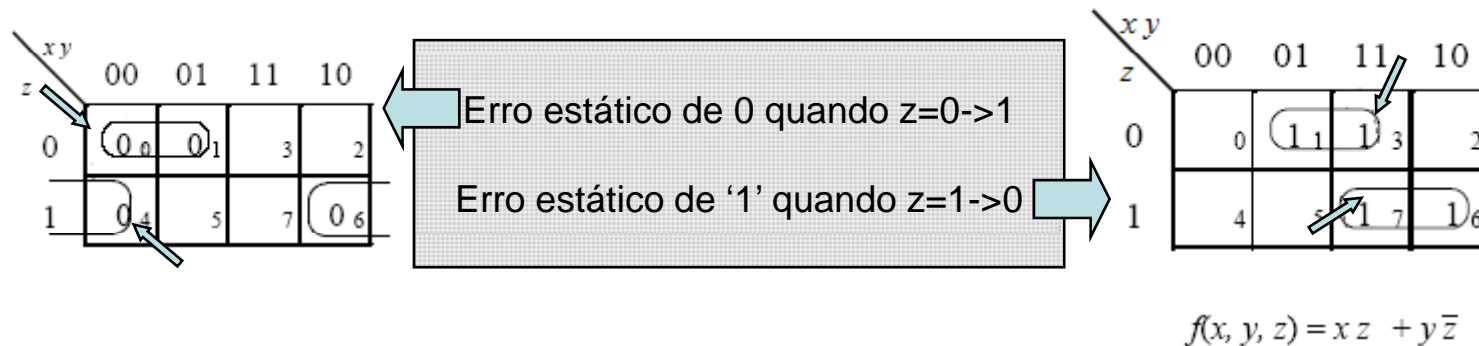 x y
z
00 01 11 10
0 0 0 0 1 3 2
1 0 4 5 7 0 6
Erro estático de 0 quando z=0->1
Erro estático de ‘1’ quando z=1->0
x y
z
00 01 11 10
0 0 1 1 1 3 2
1 4 5 1 7 1 6
f(x, y, z) = x z + y z̅